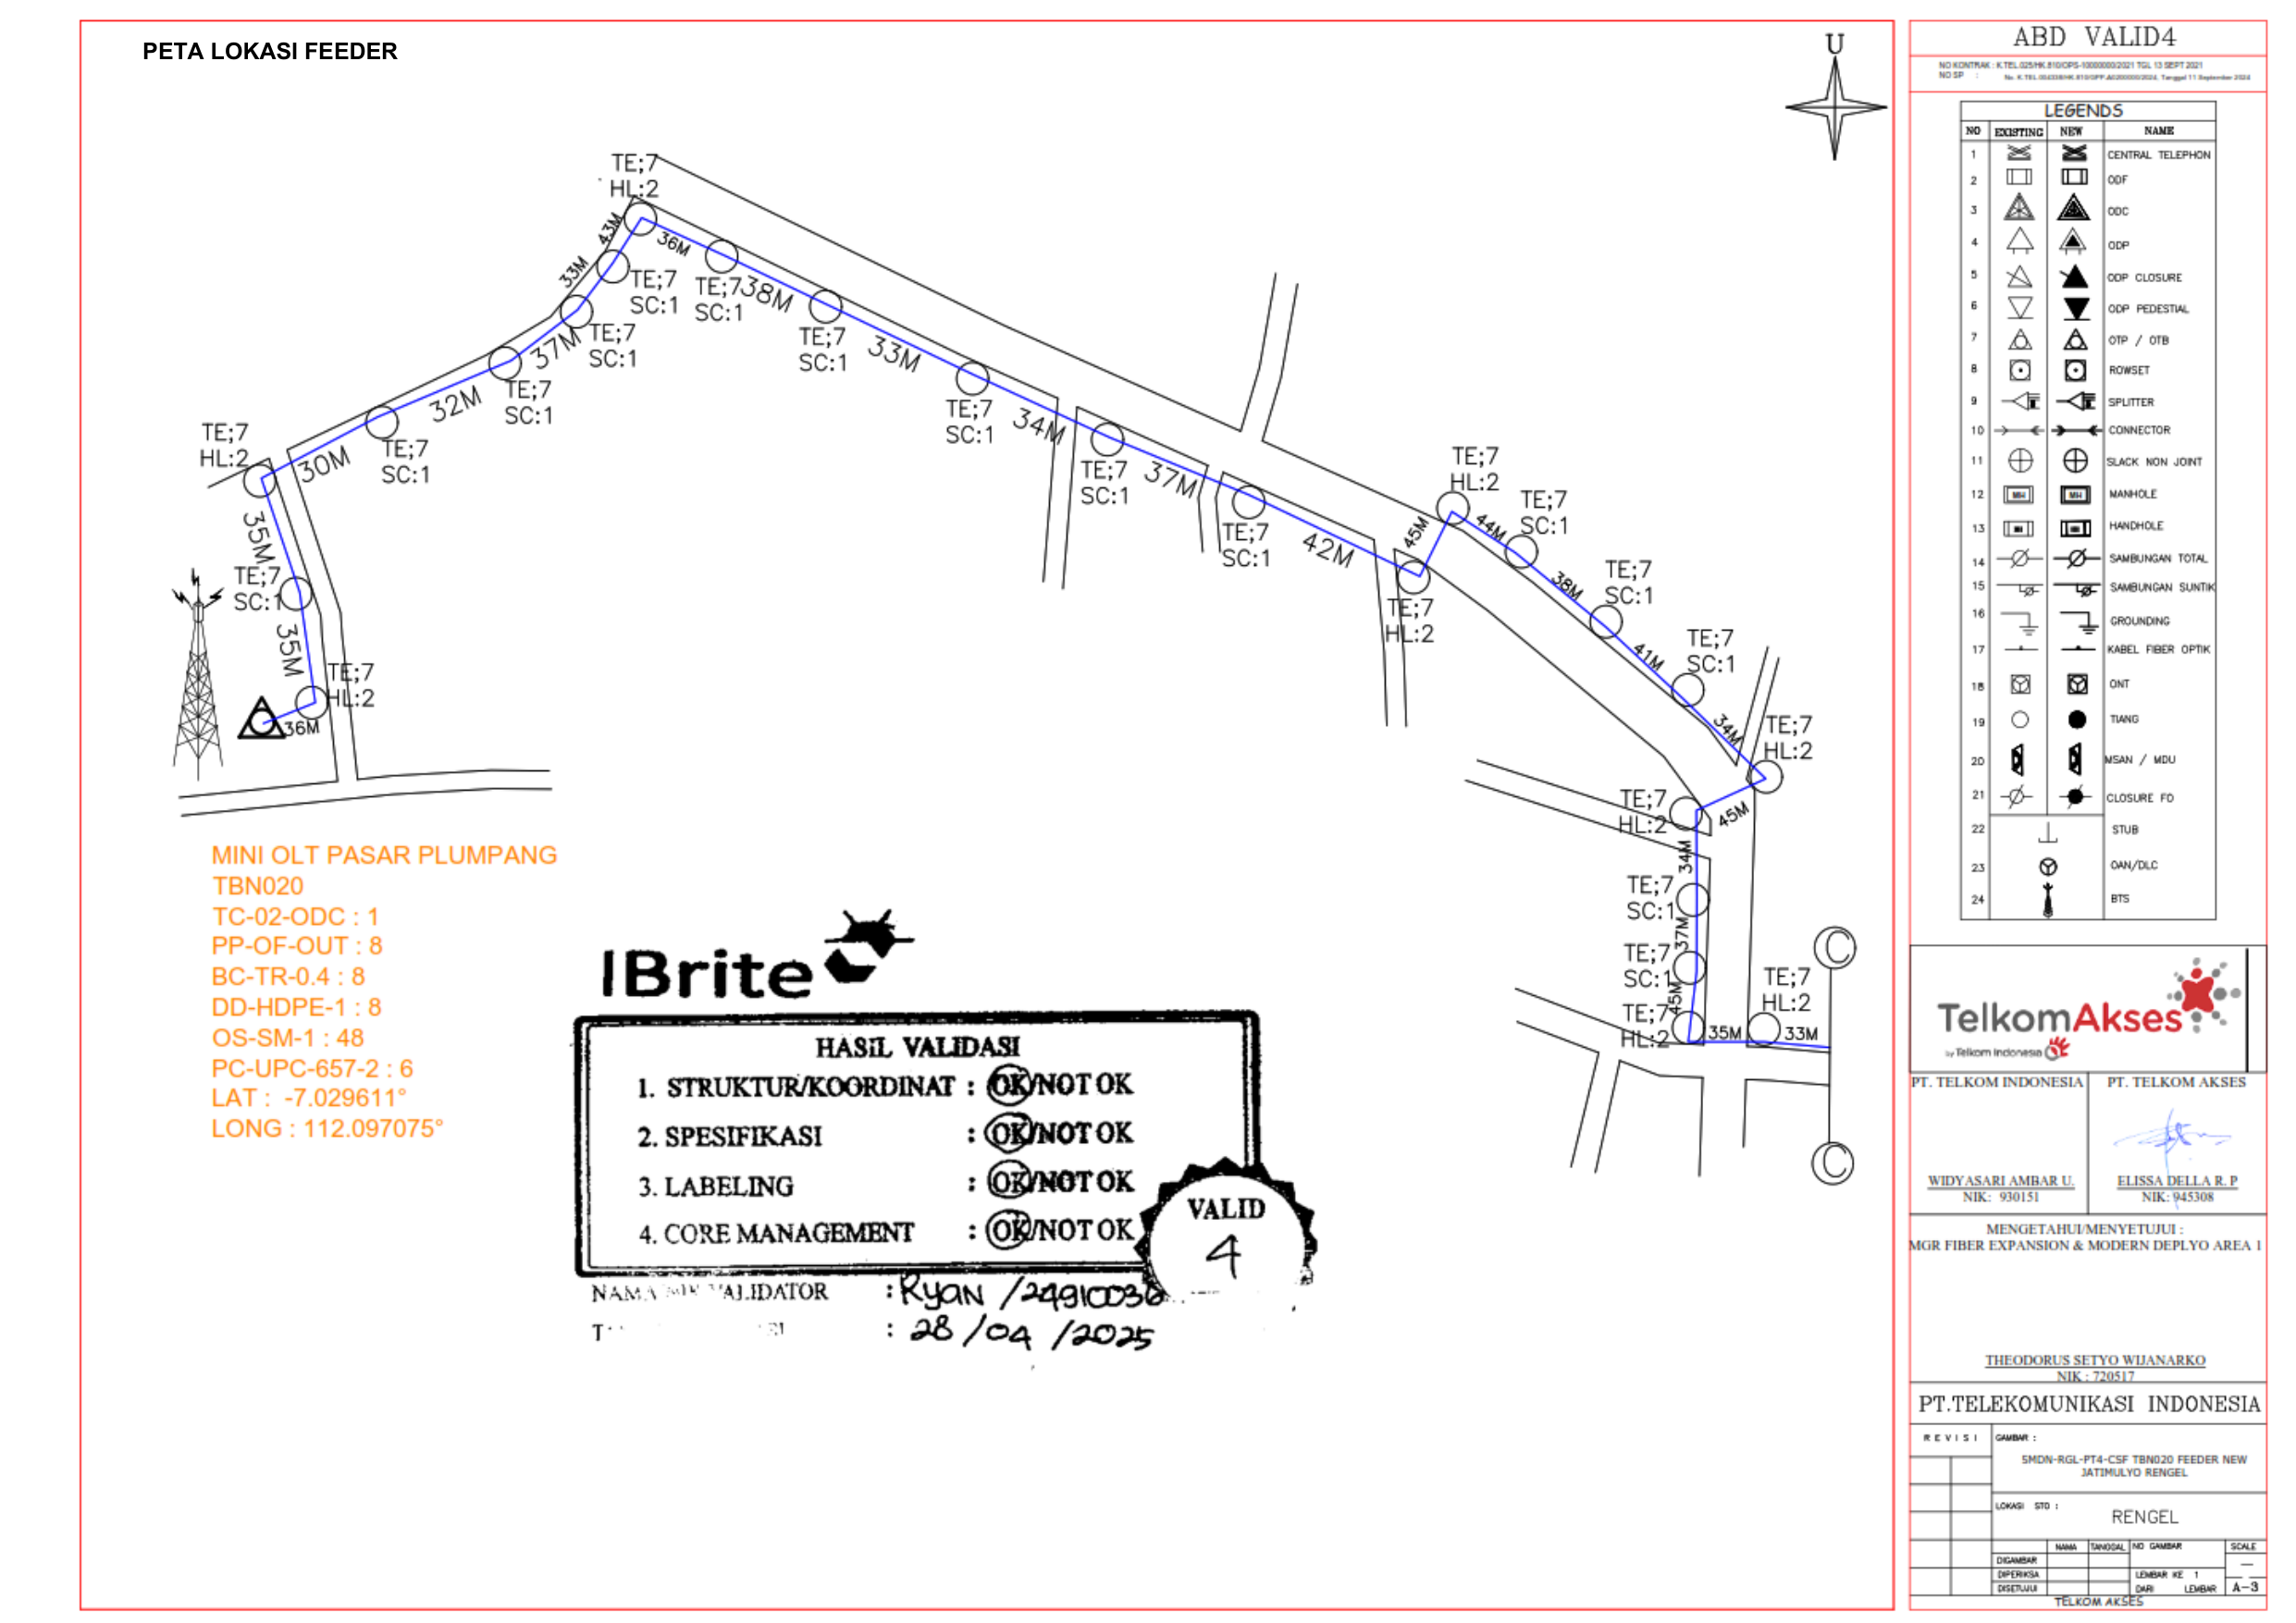 PETA LOKASI FEEDER
U
TE;7
HL:2
43M
36M
33M
TE;7
SC:1
TE;7
SC:1
38M
TE;7
SC:1
37M
TE;7
SC:1
33M
TE;7
SC:1
32M
TE;7
SC:1
34M
TE;7
HL:2
30M
TE;7
SC:1
TE;7
SC:1
37M
TE;7
HL:2
TE;7
SC:1
44M
45M
35M
TE;7
SC:1
42M
TE;7
SC:1
38M
TE;7
SC:1
TE;7
HL:2
41M
TE;7
SC:1
35M
TE;7
HL:2
36M
34M
TE;7
HL:2
TE;7
HL:2
45M
34M
TE;7
SC:1
37M
TE;7
SC:1
45M
TE;7
HL:2
35M
TE;7
HL:2
33M
C
C
MINI OLT PASAR PLUMPANG
TBN020
TC-02-ODC : 1
PP-OF-OUT : 8
BC-TR-0.4 : 8
DD-HDPE-1 : 8
OS-SM-1 : 48
PC-UPC-657-2 : 6
LAT : -7.029611°
LONG : 112.097075°
IBrite
HASIL VALIDASI
1. STRUKTUR/KOORDINAT : OK/NOT OK
2. SPESIFIKASI : OK/NOT OK
3. LABELING : OK/NOT OK
4. CORE MANAGEMENT : OK/NOT OK
VALID
4
NAMA VALIDATOR : Ryan /24910036
: 28/04/2025
ABD VALID4
NO KONTRAK : K.TEL.025/HK.810/OPS-10000000/2021 TGL 13 SEPT 2021
NO SP : No. K.TEL.004338/HK.810/OPP-A0200000/2024, Tanggal 11 September 2024
LEGENDS
NO EXISTING NEW NAME
1 CENTRAL TELEPHON
2 ODF
3 ODC
4 ODP
5 ODP CLOSURE
6 ODP PEDESTIAL
7 OTP / OTB
8 ROWSET
9 SPLITTER
10 CONNECTOR
11 SLACK NON JOINT
12 MH MH MANHOLE
13 HANDHOLE
14 SAMBUNGAN TOTAL
15 SAMBUNGAN SUNTIK
16 GROUNDING
17 KABEL FIBER OPTIK
18 ONT
19 TIANG
20 MSAN / MDU
21 CLOSURE FO
22 STUB
23 OAN/DLC
24 BTS
TelkomAkses
by Telkom Indonesia
PT. TELKOM INDONESIA
PT. TELKOM AKSES
WIDYASARI AMBAR U.
NIK: 930151
ELISSA DELLA R. P
NIK: 945308
MENGETAHUI/MENYETUJUI :
MGR FIBER EXPANSION & MODERN DEPLYO AREA 1
THEODORUS SETYO WIJANARKO
NIK : 720517
PT.TELEKOMUNIKASI INDONESIA
REVISI
GAMBAR :
SMDN-RGL-PT4-CSF TBN020 FEEDER NEW
JATIMULYO RENGEL
LOKASI STO :
RENGEL
NAMA TANGGAL NO GAMBAR SCALE
DIGAMBAR
DIPERIKSA LEMBAR KE 1
DISETUJUI DARI LEMBAR A-3
TELKOM AKSES